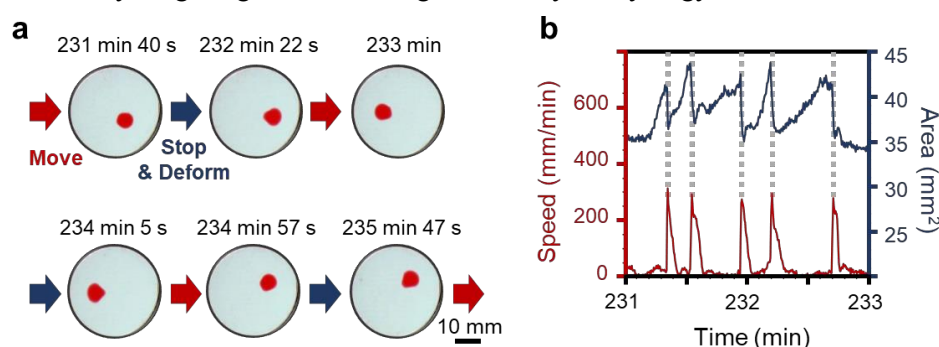 a
231 min 40 s
232 min 22 s
233 min
Move
Stop
& Deform
234 min 5 s
234 min 57 s
235 min 47 s
10 mm
b
Speed (mm/min)
600
400
200
0
45
40
35
30
25
Area (mm²)
231
232
233
Time (min)